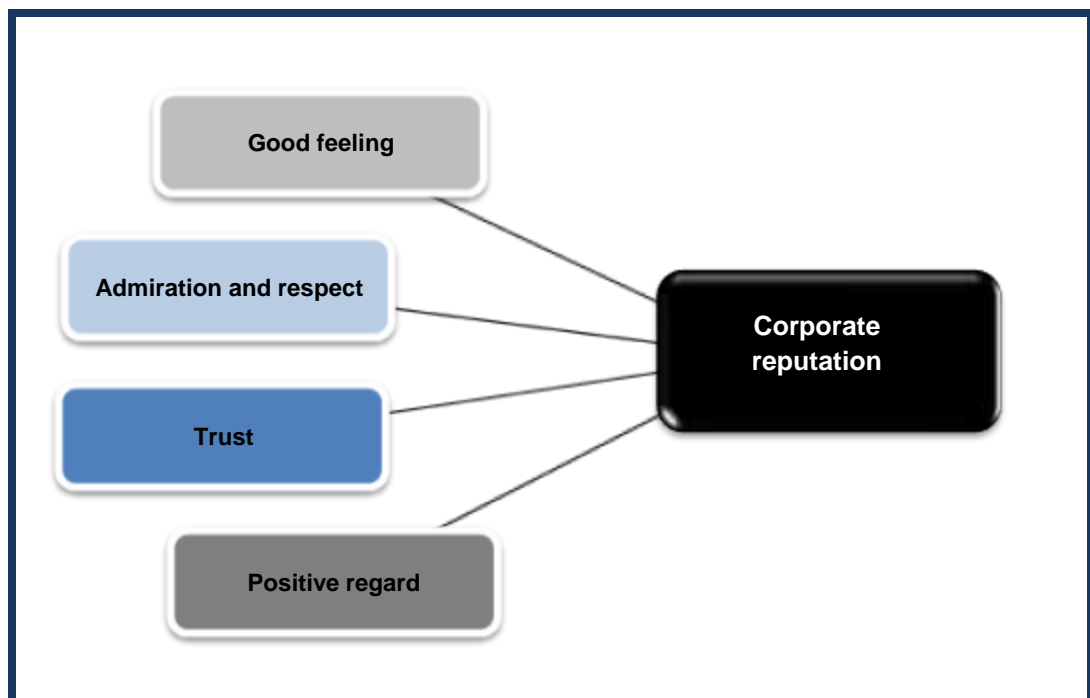 Good feeling
Admiration and respect
Corporate
reputation
Trust
Positive regard